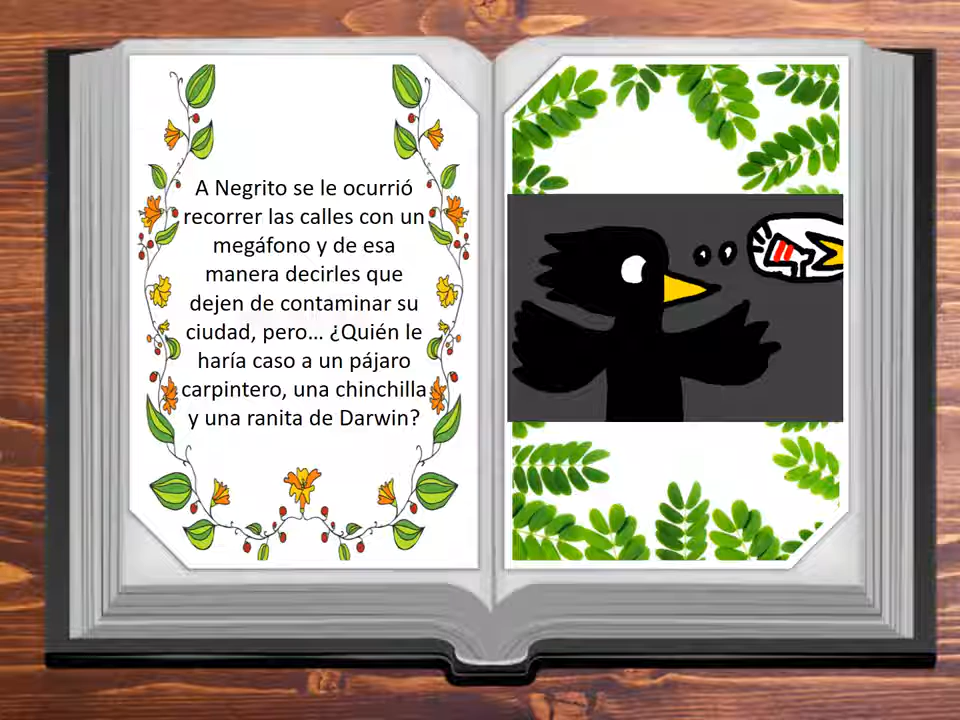 A Negrito se le ocurrió
recorrer las calles con un
megáfono y de esa
manera decirles que
dejen de contaminar su
ciudad, pero... ¿Quién le
haría caso a un pájaro
carpintero, una chinchilla
y una ranita de Darwin?